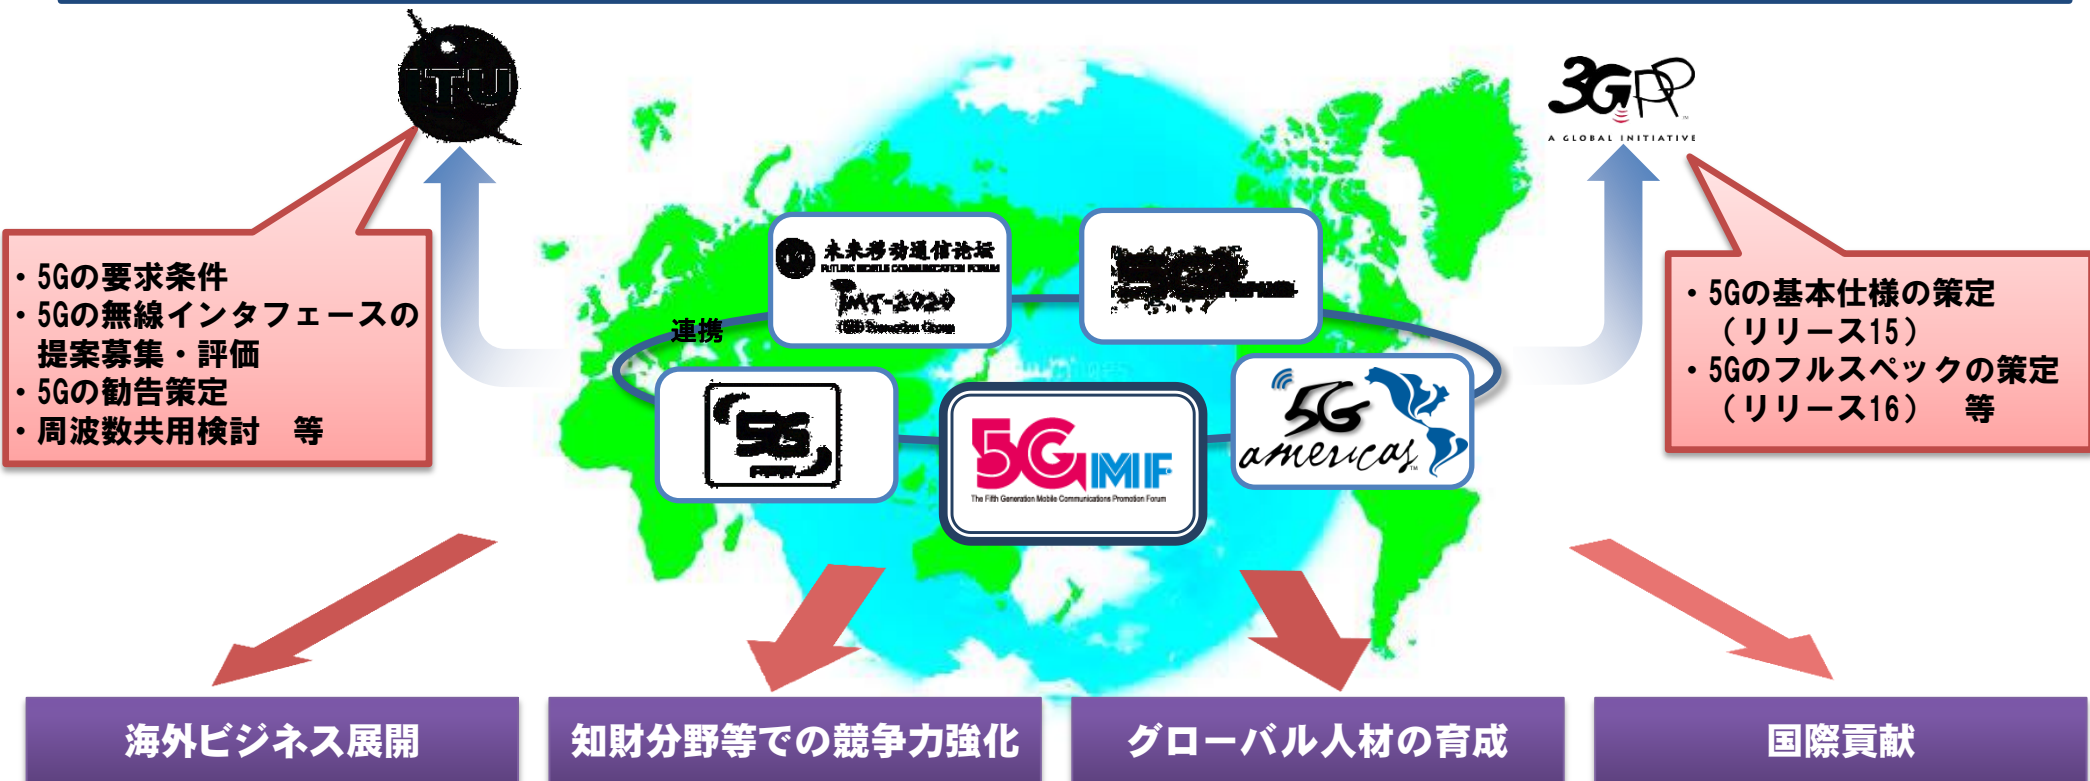 ITU
3GPP
A GLOBAL INITIATIVE
・5Gの要求条件
・5Gの無線インタフェースの
提案募集・評価
・5Gの勧告策定
・周波数共用検討　等
未来移动通信论坛
FUTURE MOBILE COMMUNICATION FORUM
IMT-2020
連携
5G
5GMF
The Fifth Generation Mobile Communications Promotion Forum
5G
americas
・5Gの基本仕様の策定
（リリース15）
・5Gのフルスペックの策定
（リリース16）　等
海外ビジネス展開
知財分野等での競争力強化
グローバル人材の育成
国際貢献